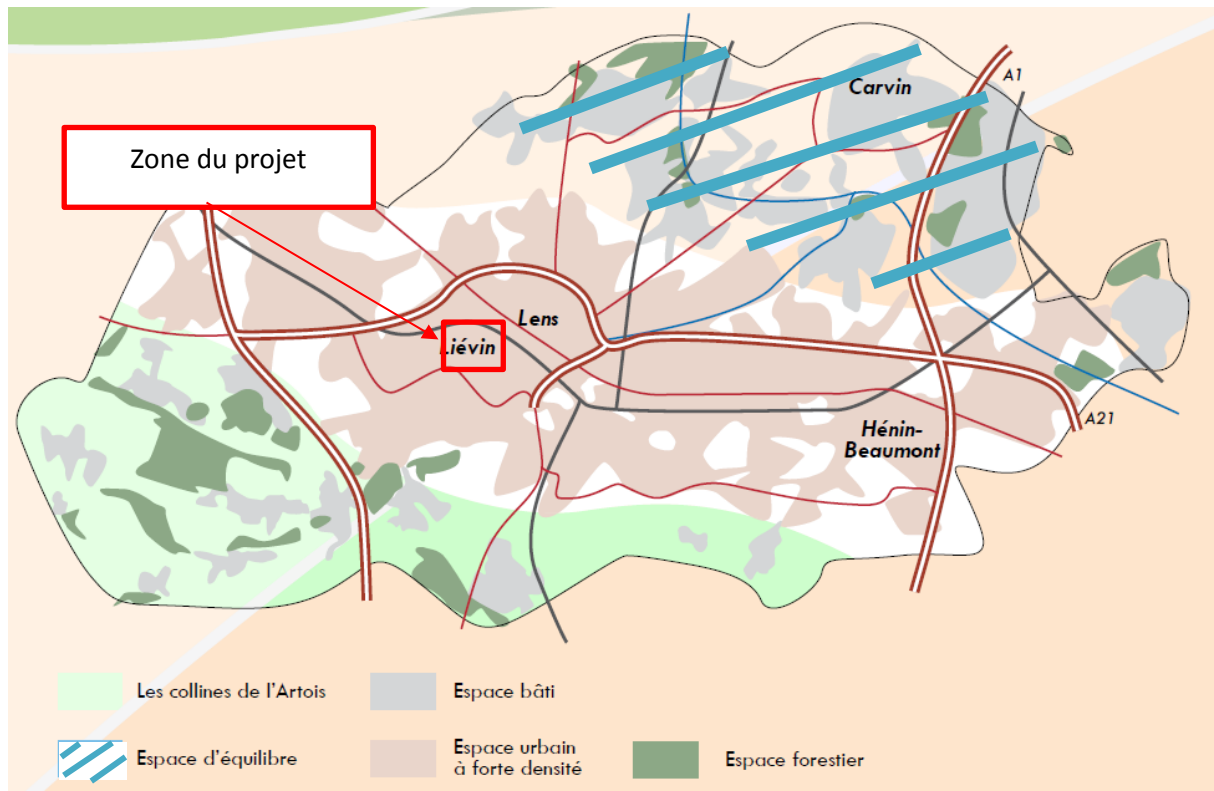 A1
Carvin
Zone du projet
Lens
Liévin
Hénin-
Beaumont
A21
Les collines de l'Artois
Espace bâti
Espace d'équilibre
Espace urbain
à forte densité
Espace forestier